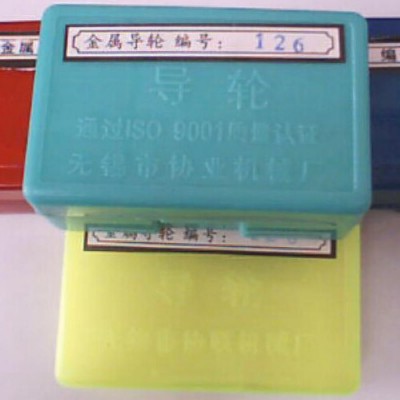 金属导轮 编号: 126
导轮
通过ISO 9001质量认证
无锡市协业机械厂
金属
编
金属导轮 编号:
导轮